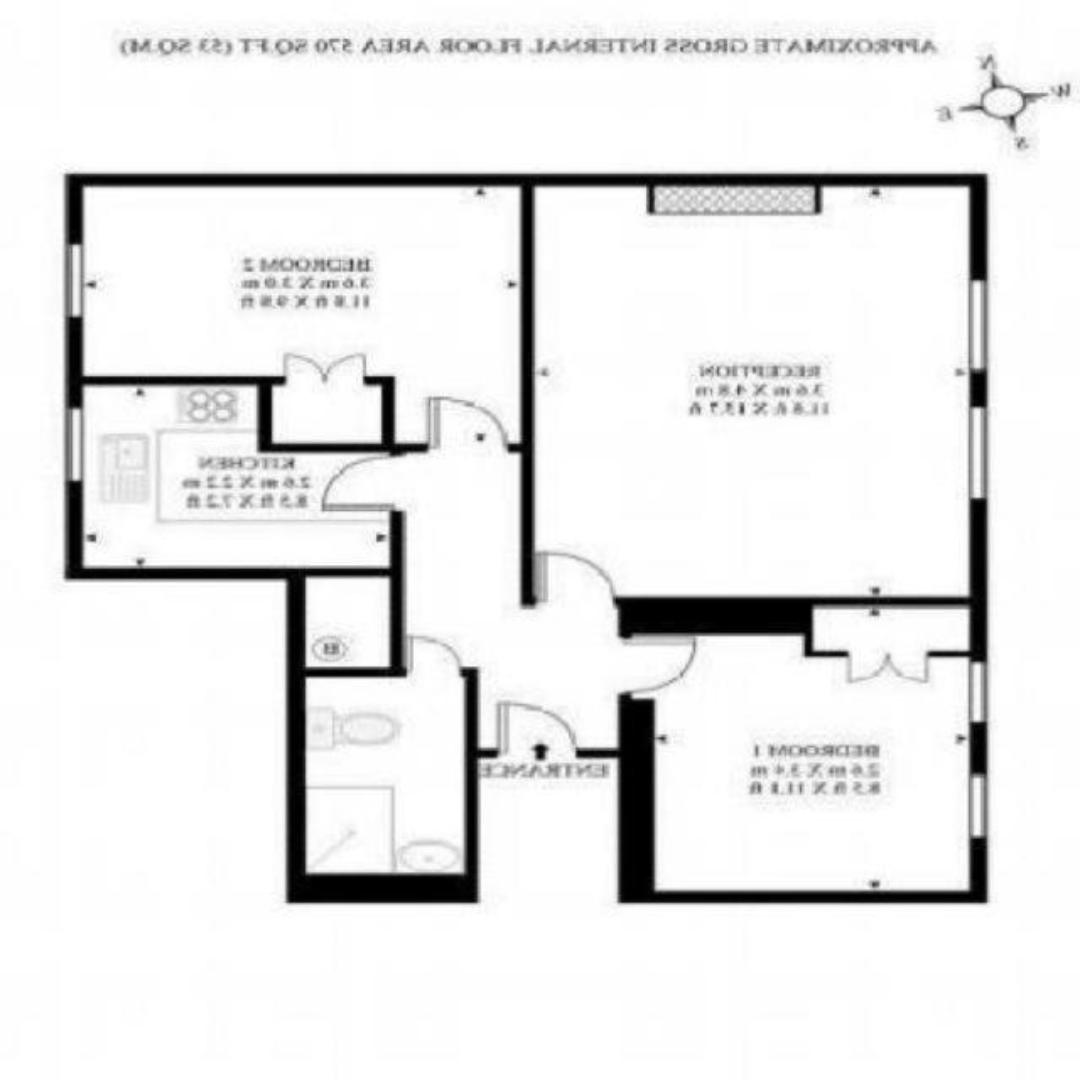 APPROXIMATE GROSS INTERNAL FLOOR AREA 570 SQ.FT (53 SQ.M)
N
W
E
S
BEDROOM 2
3.6 m X 3.0 m
11.8 ft X 9.8 ft
RECEPTION
3.6 m X 4.8 m
11.8 ft X 15.7 ft
KITCHEN
2.6 m X 2.2 m
8.5 ft X 7.2 ft
B
BEDROOM 1
2.6 m X 3.4 m
8.5 ft X 11.1 ft
ENTRANCE